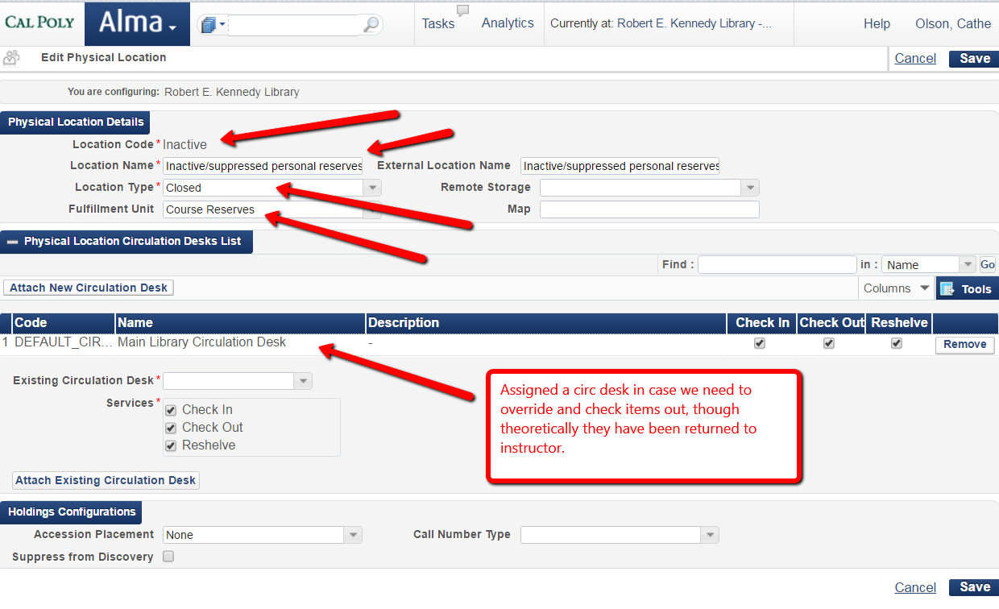 CAL POLY Alma Tasks Analytics Currently at: Robert E. Kennedy Library -... Help Olson, Cathe
Edit Physical Location Cancel Save
You are configuring: Robert E. Kennedy Library
Physical Location Details
Location Code * Inactive
Location Name * Inactive/suppressed personal reserves External Location Name Inactive/suppressed personal reserves
Location Type * Closed Remote Storage
Fulfillment Unit Course Reserves Map
Physical Location Circulation Desks List
Find : in : Name Go
Attach New Circulation Desk Columns Tools
Code Name Description Check In Check Out Reshelve
1 DEFAULT_CIR... Main Library Circulation Desk - Remove
Existing Circulation Desk *
Services *
Check In
Check Out
Reshelve
Assigned a circ desk in case we need to
override and check items out, though
theoretically they have been returned to
instructor.
Attach Existing Circulation Desk
Holdings Configurations
Accession Placement None Call Number Type
Suppress from Discovery
Cancel Save